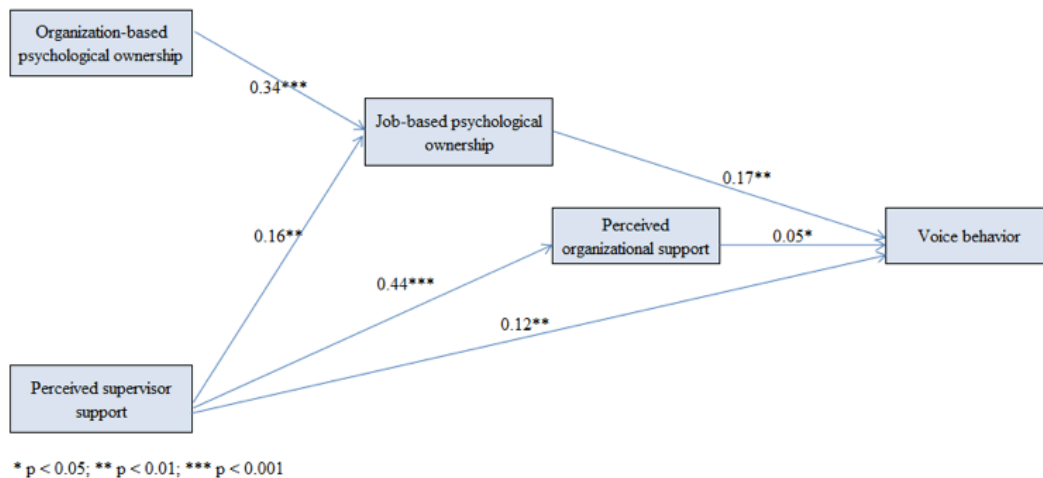 Organization-based
psychological ownership
0.34***
Job-based psychological
ownership
0.17**
0.16**
Perceived
organizational support
0.05*
Voice behavior
0.44***
0.12**
Perceived supervisor
support
* p < 0.05; ** p < 0.01; *** p < 0.001